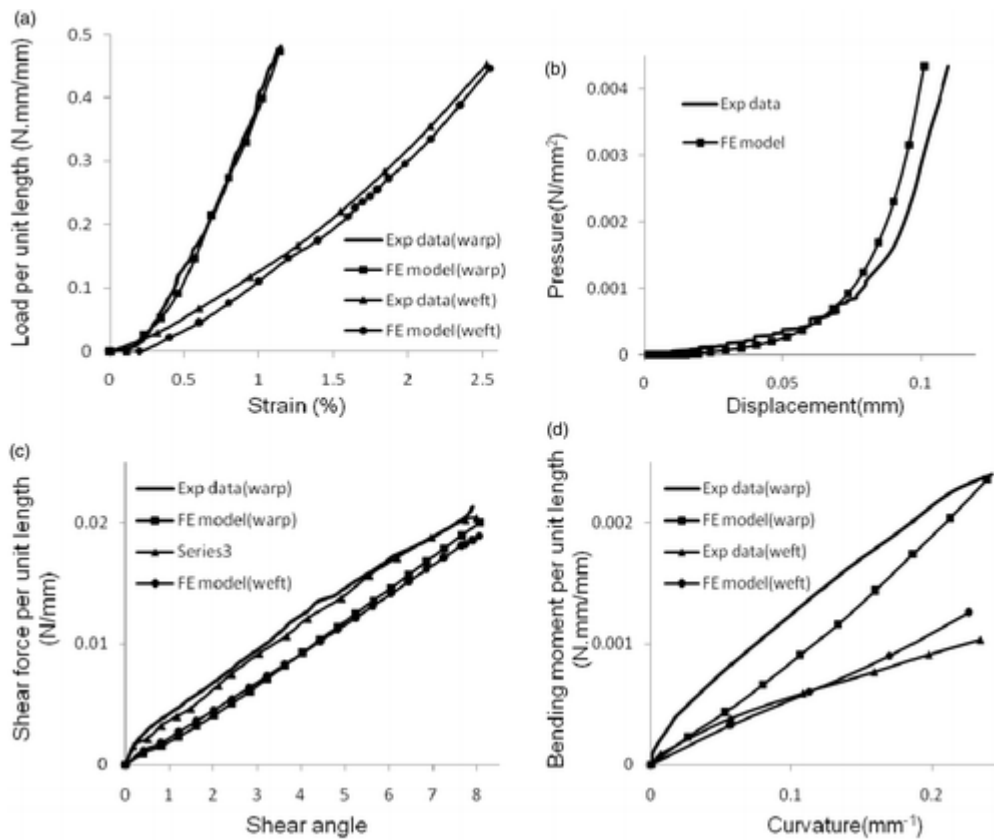 (a)
Load per unit length (N.mm/mm)
0.5
0.4
0.3
0.2
0.1
0
0 0.5 1 1.5 2 2.5
Strain (%)
Exp data(warp)
FE model(warp)
Exp data(weft)
FE model(weft)
(b)
Pressure(N/mm²)
0.004
0.003
0.002
0.001
0
0 0.05 0.1
Displacement(mm)
Exp data
FE model
(c)
Shear force per unit length
(N/mm)
0.02
0.01
0
0 1 2 3 4 5 6 7 8
Shear angle
Exp data(warp)
FE model(warp)
Series3
FE model(weft)
(d)
Bending moment per unit length
(N.mm/mm)
0.002
0.001
0
0 0.1 0.2
Curvature(mm⁻¹)
Exp data(warp)
FE model(warp)
Exp data(weft)
FE model(weft)